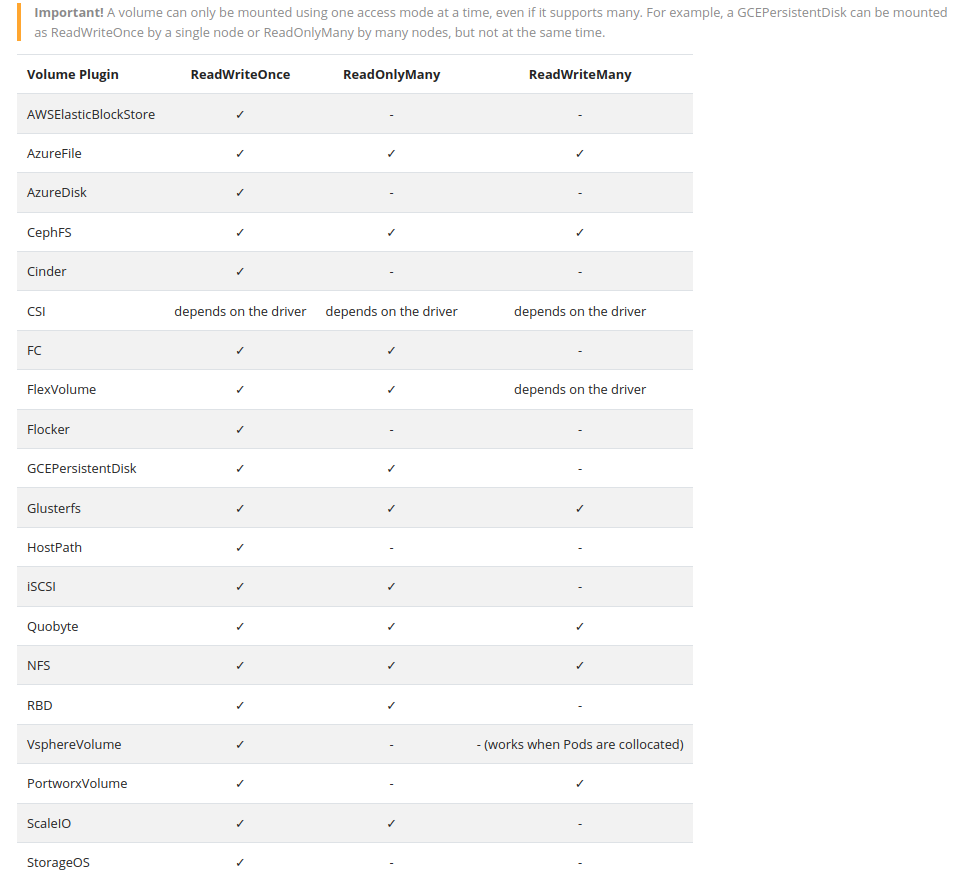 Important! A volume can only be mounted using one access mode at a time, even if it supports many. For example, a GCEPersistentDisk can be mounted
as ReadWriteOnce by a single node or ReadOnlyMany by many nodes, but not at the same time.
Volume Plugin ReadWriteOnce ReadOnlyMany ReadWriteMany
AWSElasticBlockStore ✓ - -
AzureFile ✓ ✓ ✓
AzureDisk ✓ - -
CephFS ✓ ✓ ✓
Cinder ✓ - -
CSI depends on the driver depends on the driver depends on the driver
FC ✓ ✓ -
FlexVolume ✓ ✓ depends on the driver
Flocker ✓ - -
GCEPersistentDisk ✓ ✓ -
Glusterfs ✓ ✓ ✓
HostPath ✓ - -
iSCSI ✓ ✓ -
Quobyte ✓ ✓ ✓
NFS ✓ ✓ ✓
RBD ✓ ✓ -
VsphereVolume ✓ - - (works when Pods are collocated)
PortworxVolume ✓ - ✓
ScaleIO ✓ ✓ -
StorageOS ✓ - -